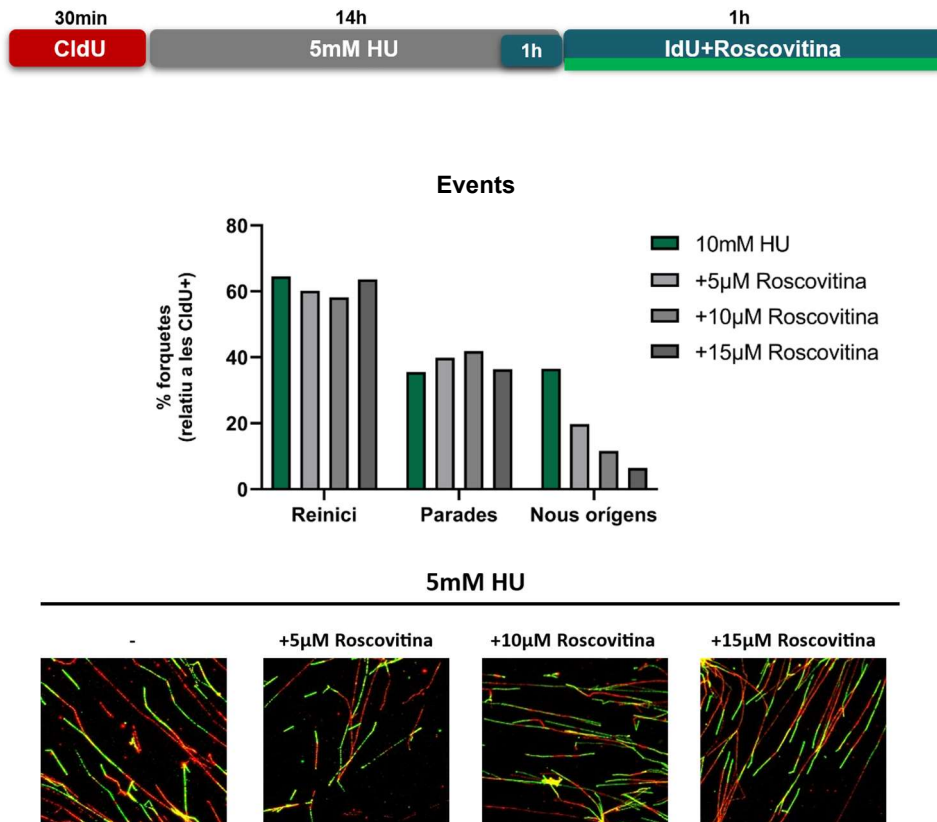 30min 14h 1h
CldU 5mM HU 1h IdU+Roscovitina
Events
% forquetes
(relatiu a les CldU+)
80
60
40
20
0
Reinici Parades Nous orígens
10mM HU
+5µM Roscovitina
+10µM Roscovitina
+15µM Roscovitina
5mM HU
- +5µM Roscovitina +10µM Roscovitina +15µM Roscovitina